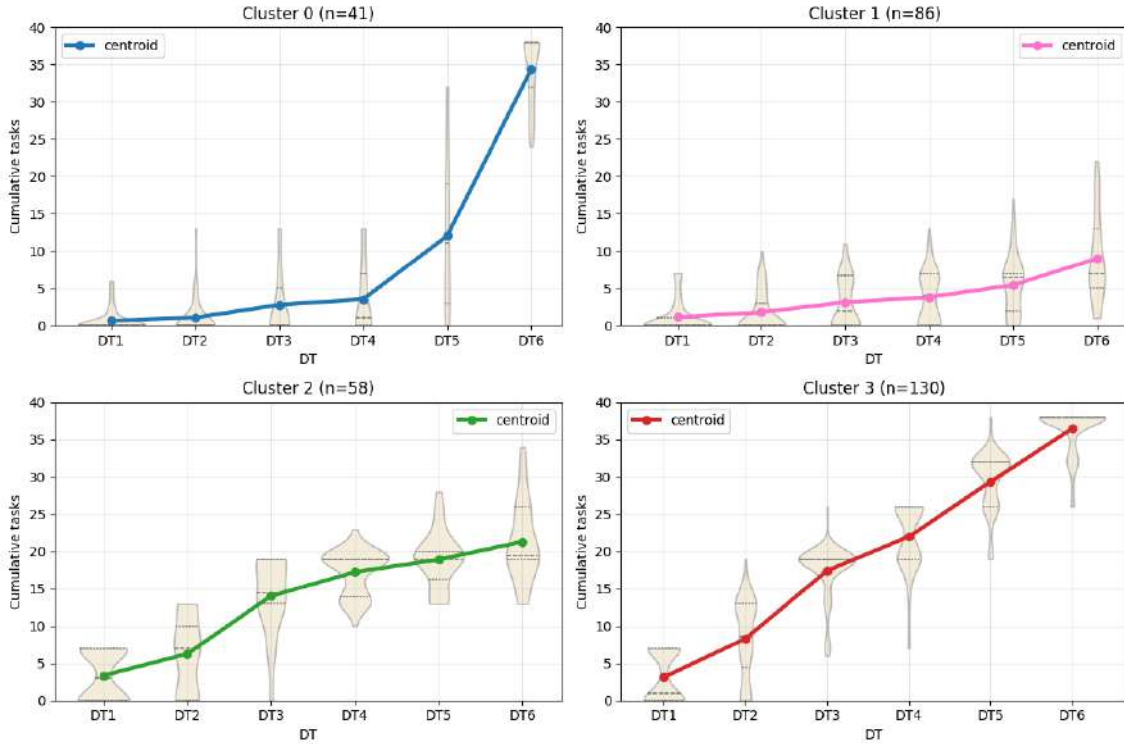 Cluster 0 (n=41)
40
35
30
25
20
15
10
5
0
Cumulative tasks
centroid
DT1 DT2 DT3 DT4 DT5 DT6
DT
Cluster 1 (n=86)
40
35
30
25
20
15
10
5
0
Cumulative tasks
centroid
DT1 DT2 DT3 DT4 DT5 DT6
DT
Cluster 2 (n=58)
40
35
30
25
20
15
10
5
0
Cumulative tasks
centroid
DT1 DT2 DT3 DT4 DT5 DT6
DT
Cluster 3 (n=130)
40
35
30
25
20
15
10
5
0
Cumulative tasks
centroid
DT1 DT2 DT3 DT4 DT5 DT6
DT